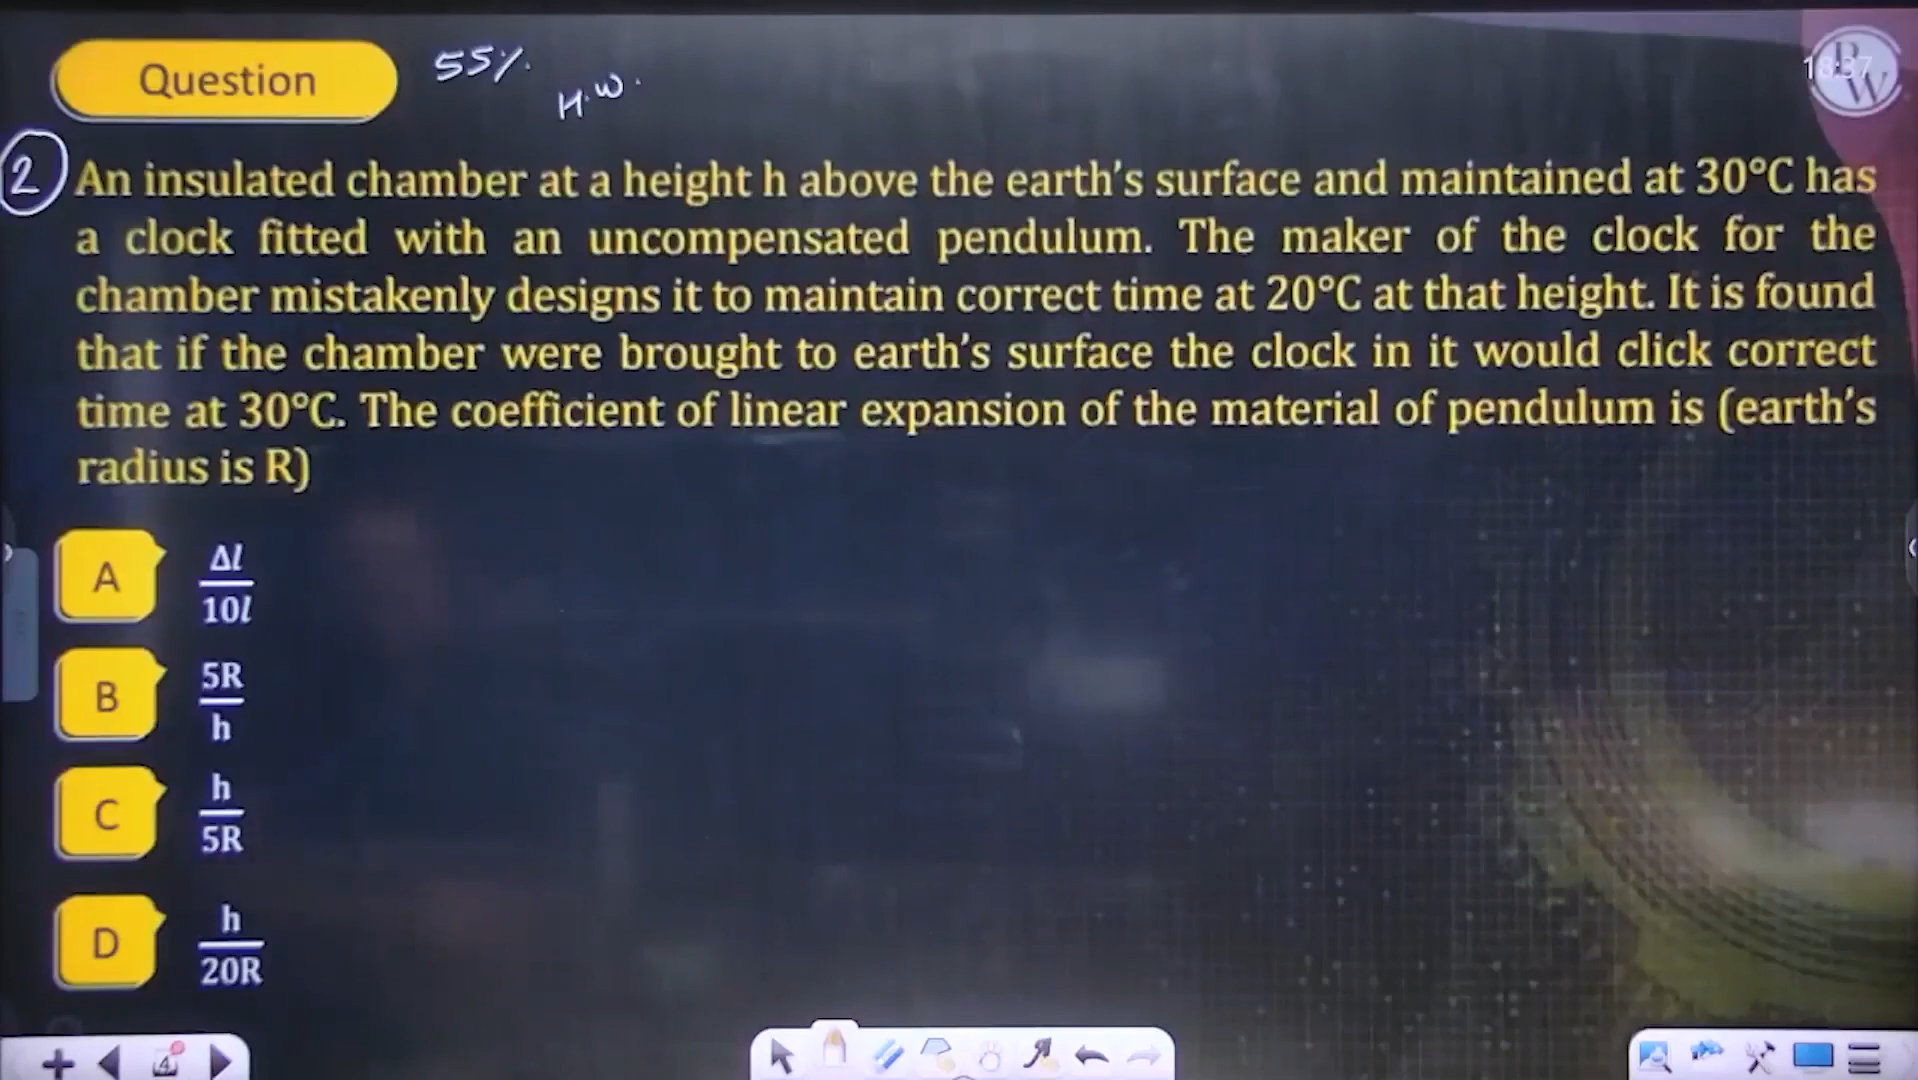 Question
55%.
H.W.
18:37
PW
2 An insulated chamber at a height h above the earth's surface and maintained at 30°C has
a clock fitted with an uncompensated pendulum. The maker of the clock for the
chamber mistakenly designs it to maintain correct time at 20°C at that height. It is found
that if the chamber were brought to earth's surface the clock in it would click correct
time at 30°C. The coefficient of linear expansion of the material of pendulum is (earth's
radius is R)
A Δl/10l
B 5R/h
C h/5R
D h/20R
4